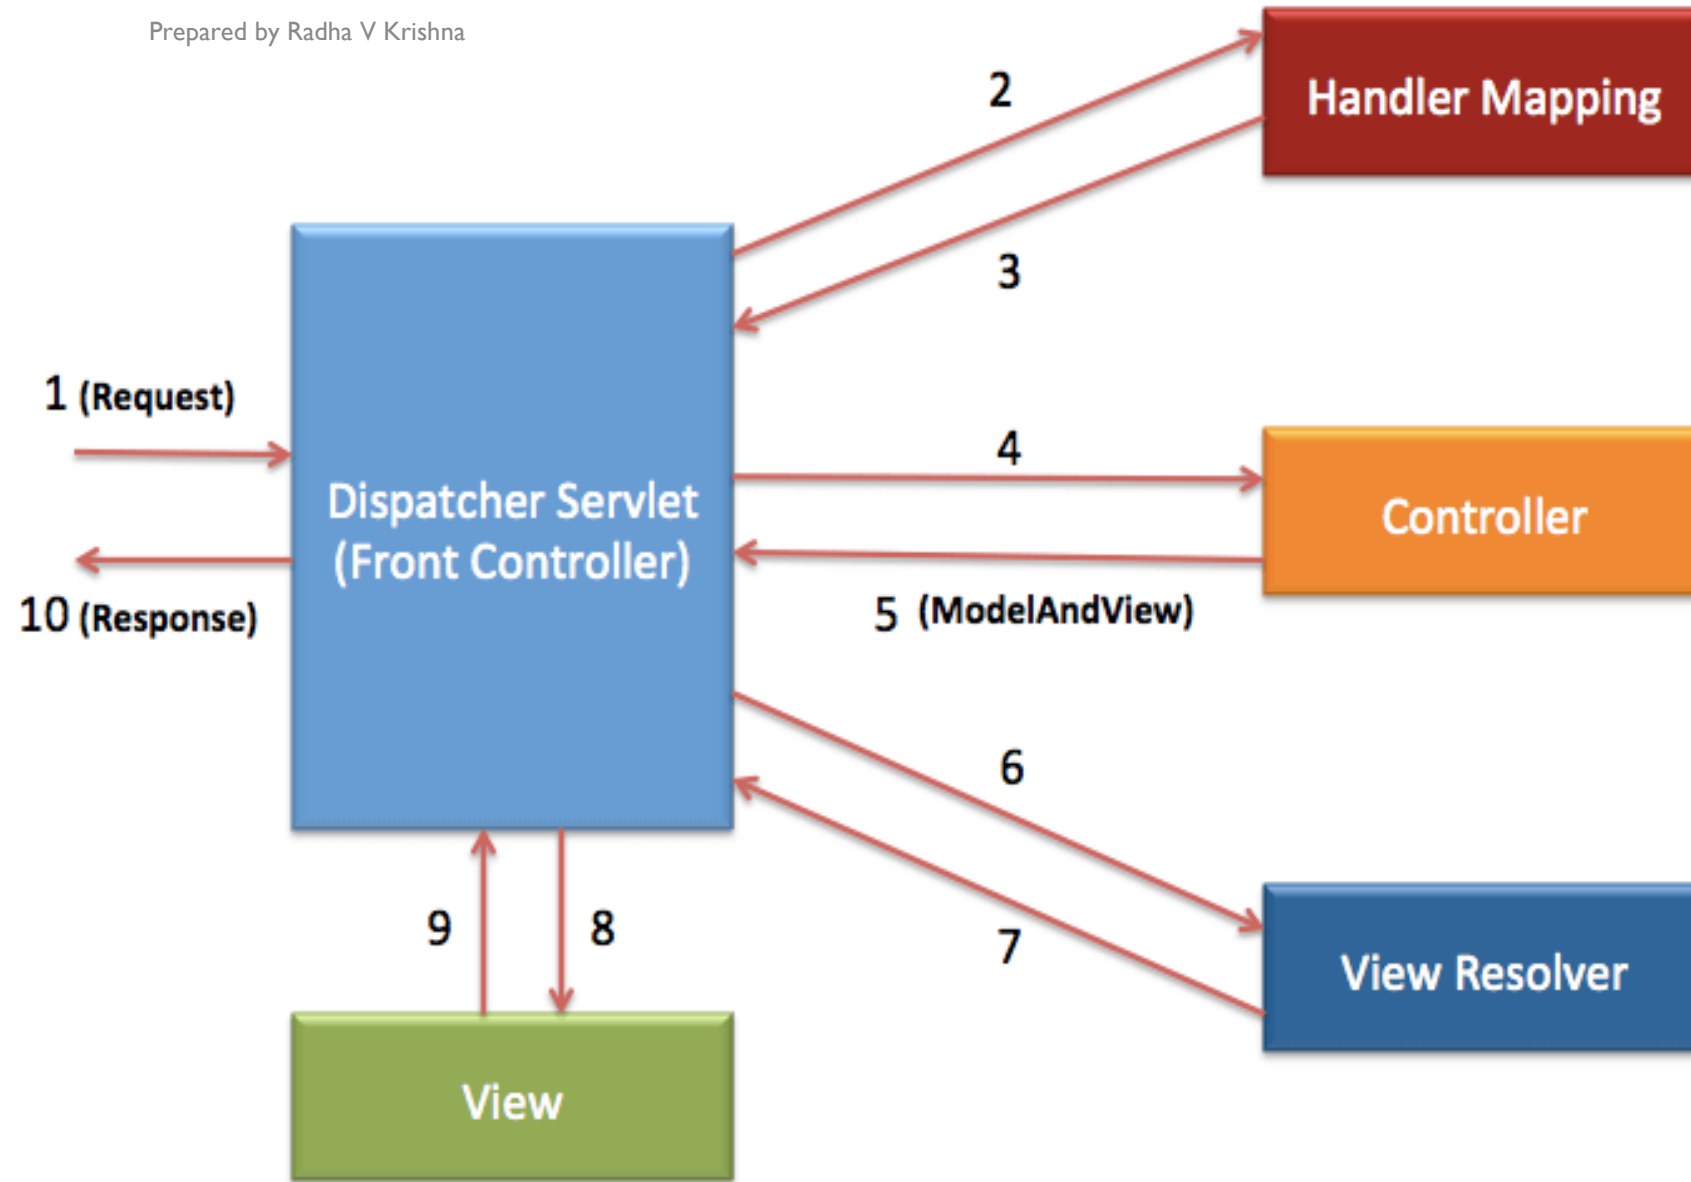 Prepared by Radha V Krishna
2
Handler Mapping
3
1 (Request)
4
Dispatcher Servlet
(Front Controller)
Controller
10 (Response)
5 (ModelAndView)
6
9
8
7
View Resolver
View